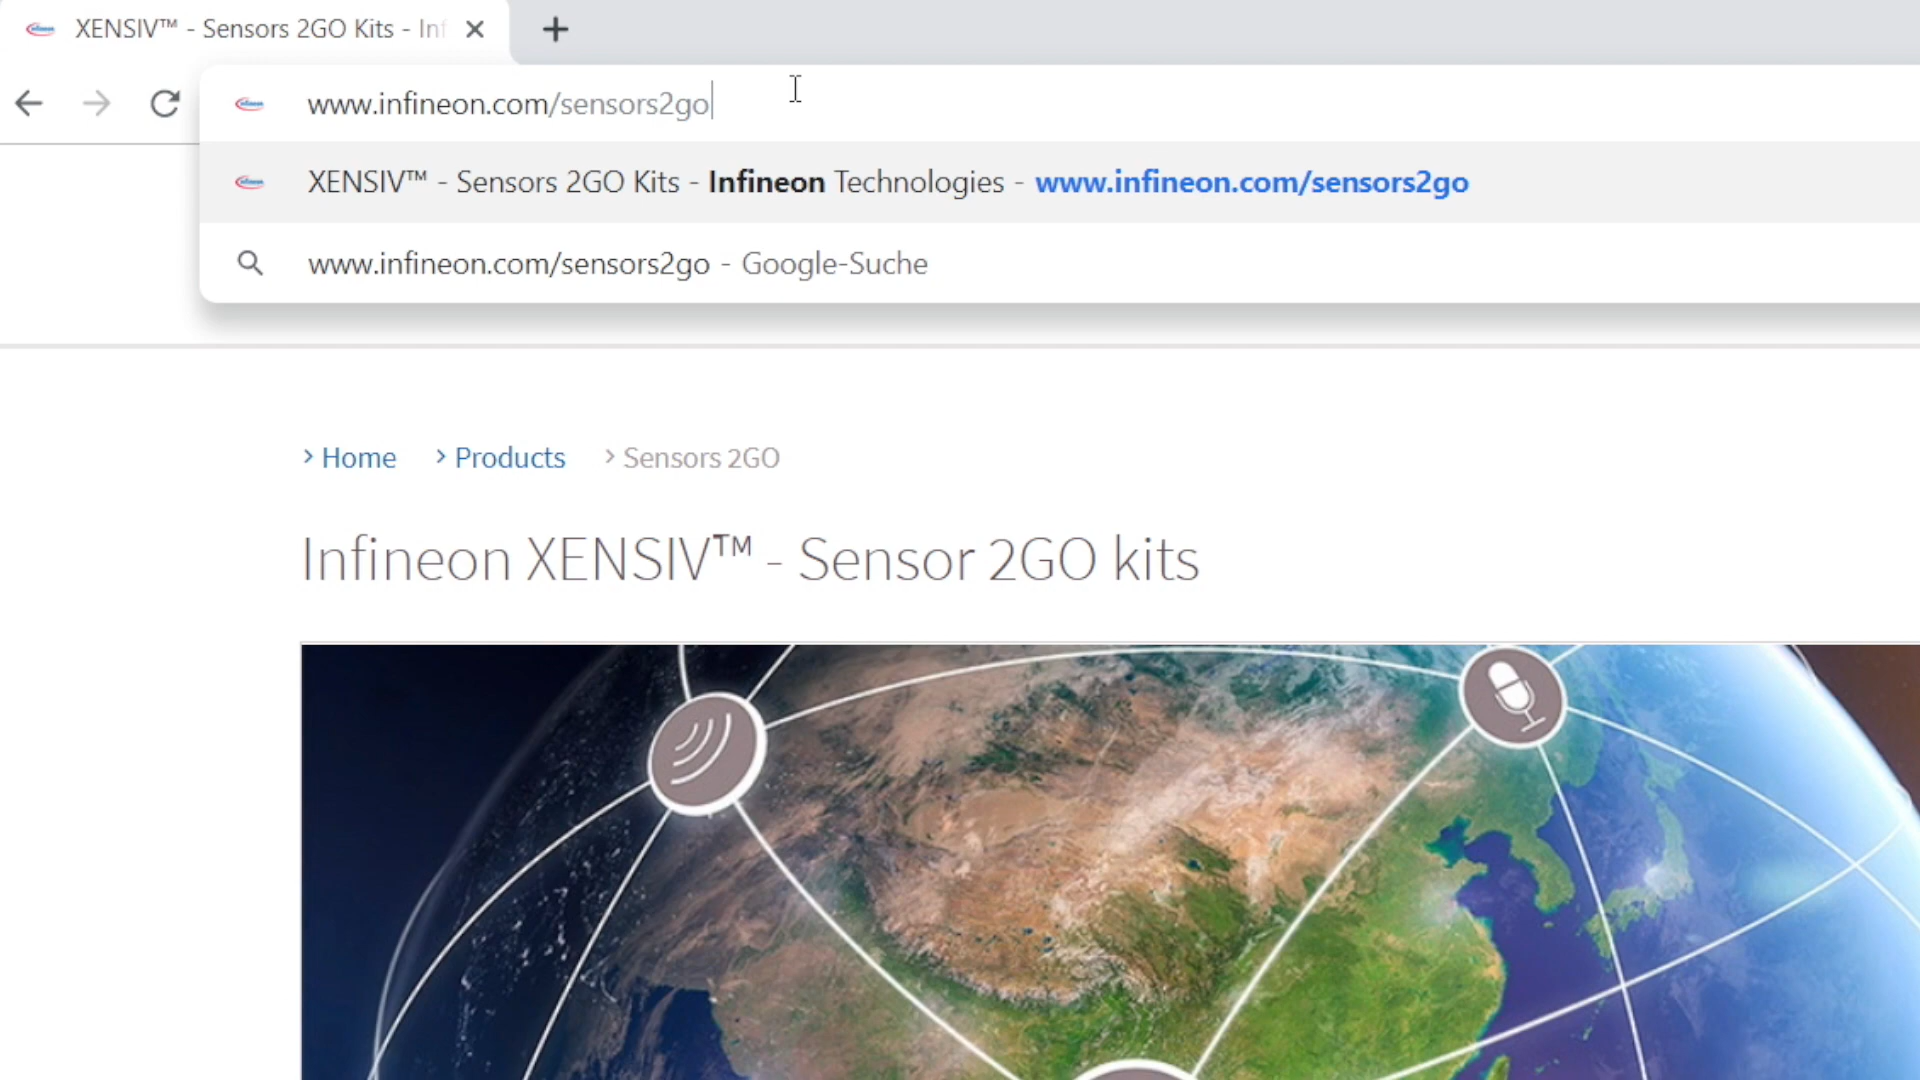 XENSIV™ - Sensors 2GO Kits - Inf
www.infineon.com/sensors2go
XENSIV™ - Sensors 2GO Kits - Infineon Technologies - www.infineon.com/sensors2go
www.infineon.com/sensors2go - Google-Suche
Home Products Sensors 2GO
Infineon XENSIV™ - Sensor 2GO kits